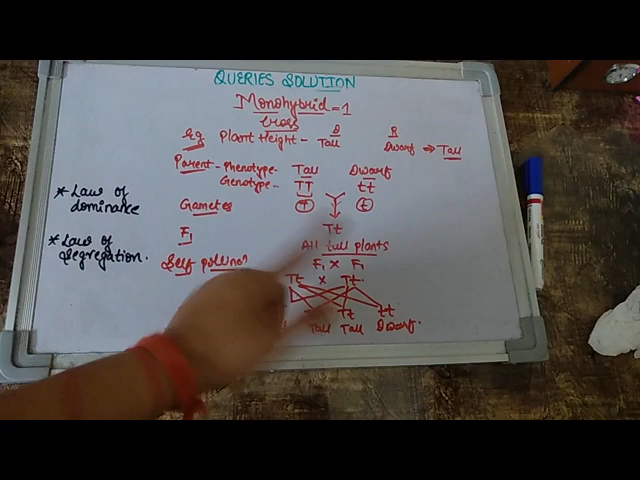 QUERIES SOLUTION
Monohybrid = 1
Cross
Eg Plant Height - Tall D Dwarf R ⇒ Tall
Parent - Phenotype - Tall Dwarf
Genotype - TT tt
* Law of dominance
Gametes T t
F1 Tt
* Law of Segregation.
All tall plants
Self
F1 × F1
Tt × Tt
Tt tt
Tall Tall Dwarf.